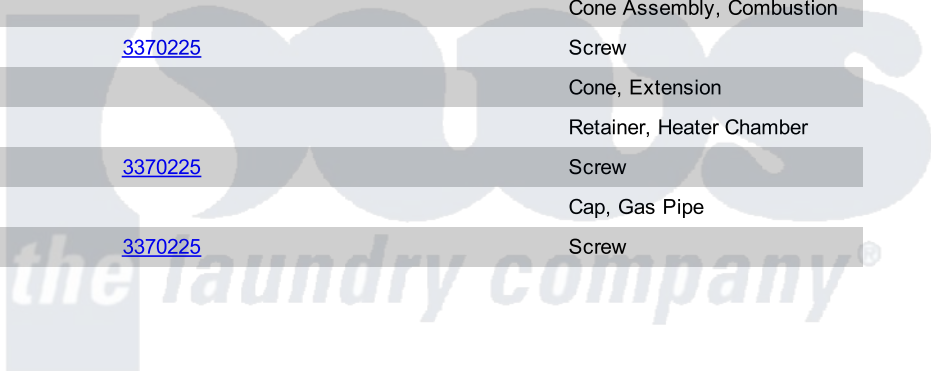 Cone Assembly, Combustion
3370225 Screw
Cone, Extension
Retainer, Heater Chamber
3370225 Screw
Cap, Gas Pipe
3370225 Screw
the laundry company®